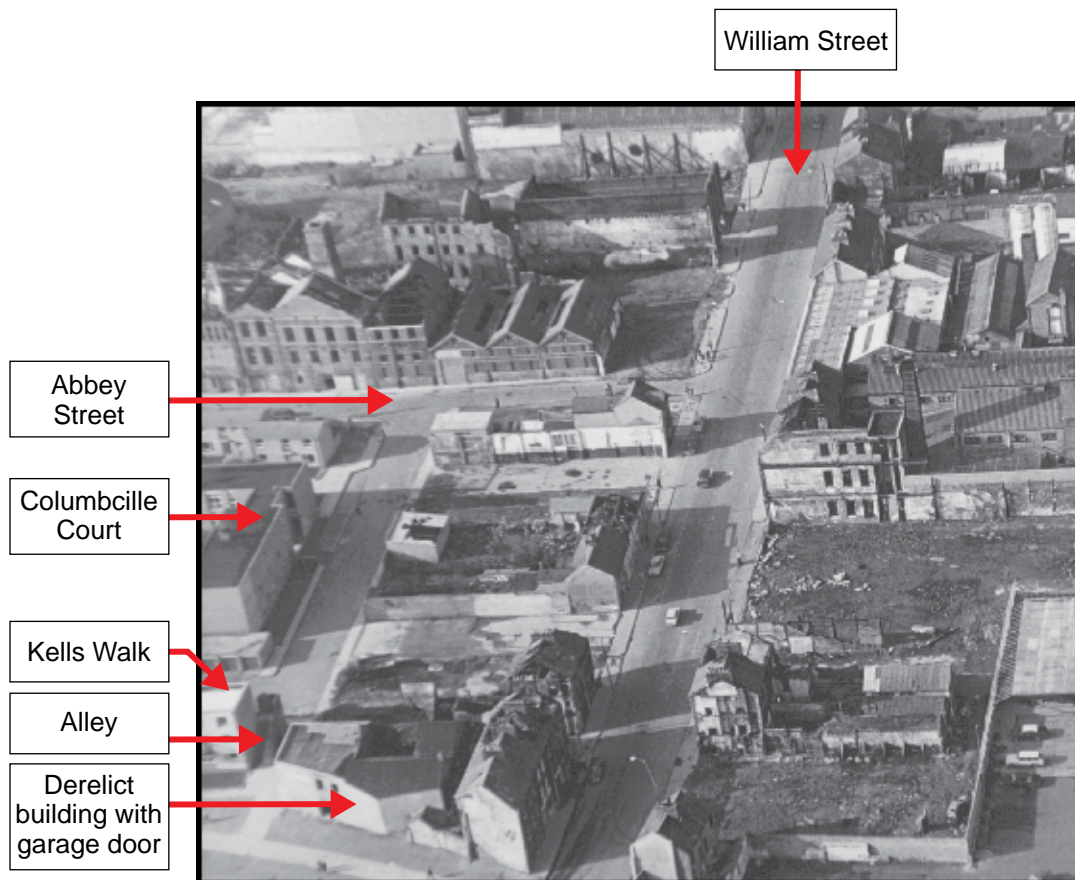 William Street
Abbey
Street
Columbcille
Court
Kells Walk
Alley
Derelict
building with
garage door